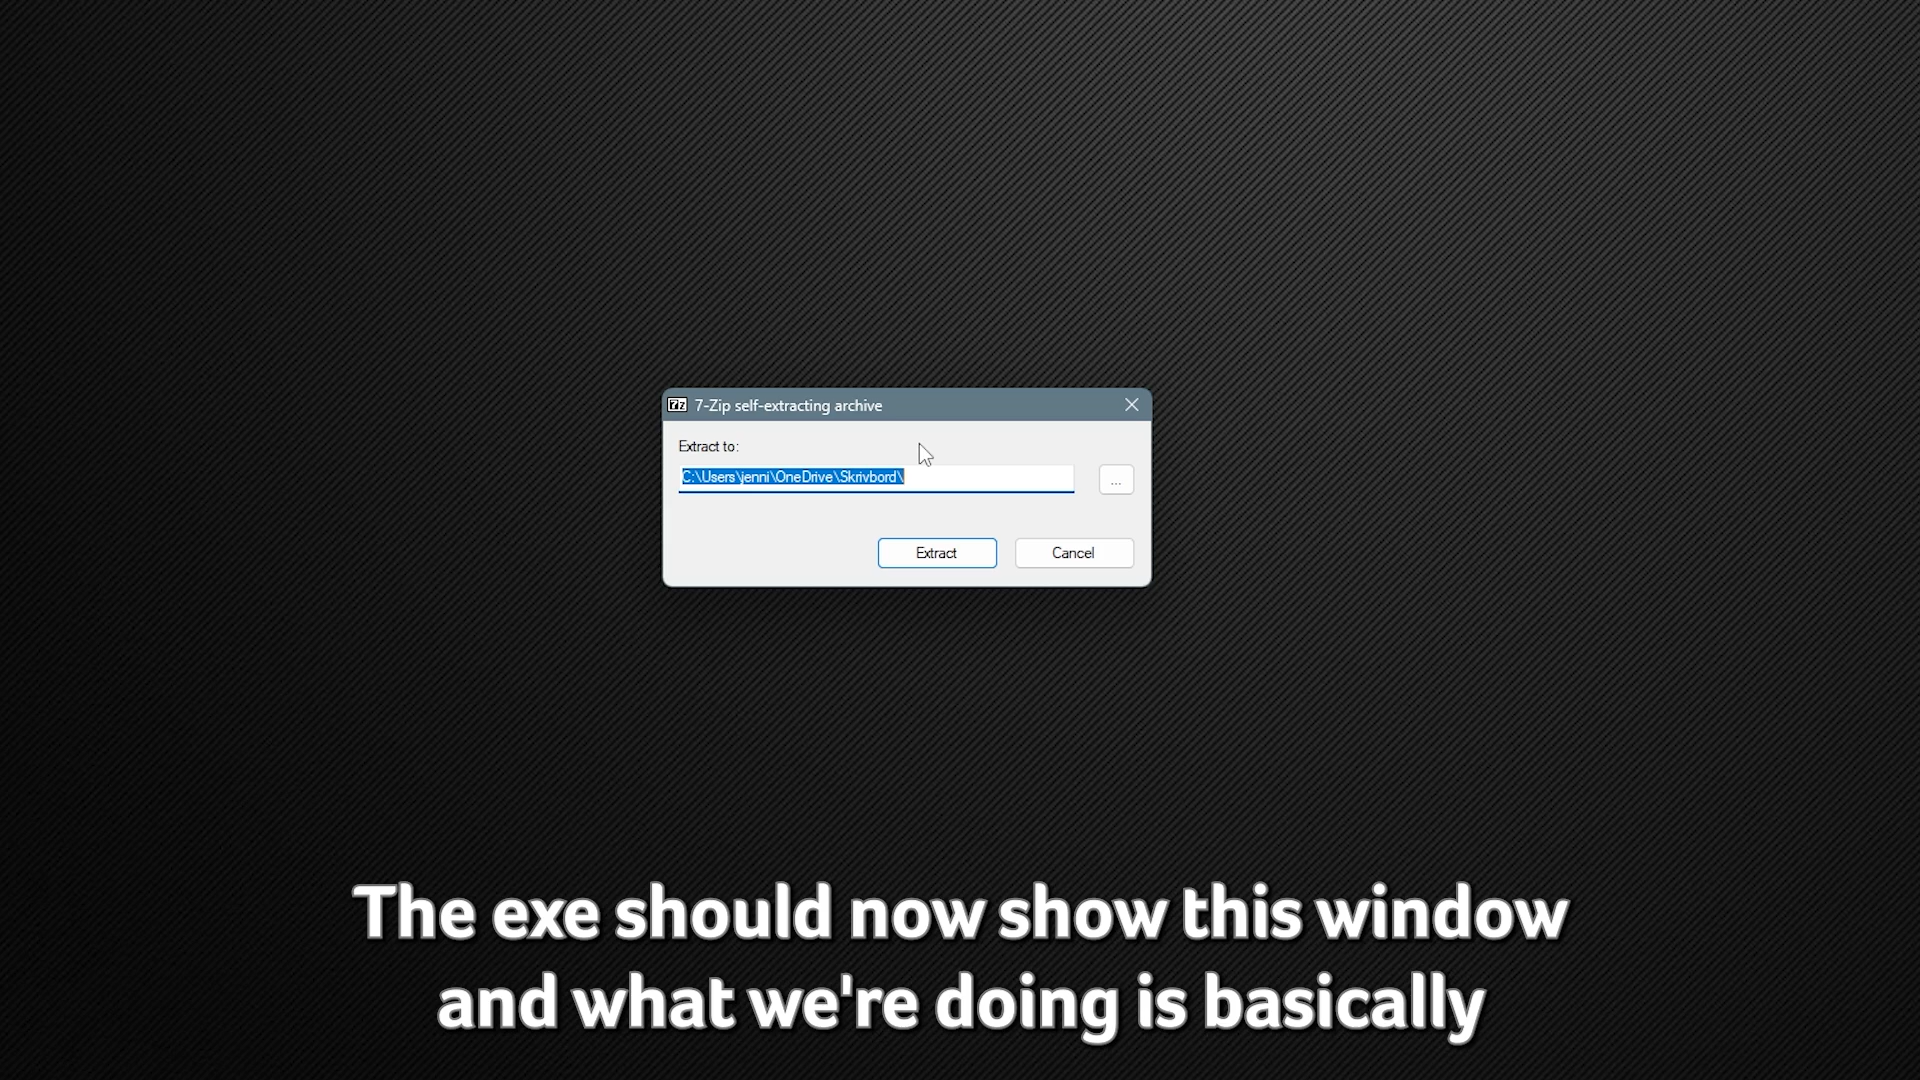 7z 7-Zip self-extracting archive
Extract to:
C:\Users\jenni\OneDrive\Skrivbord\
...
Extract Cancel
The exe should now show this window
and what we're doing is basically